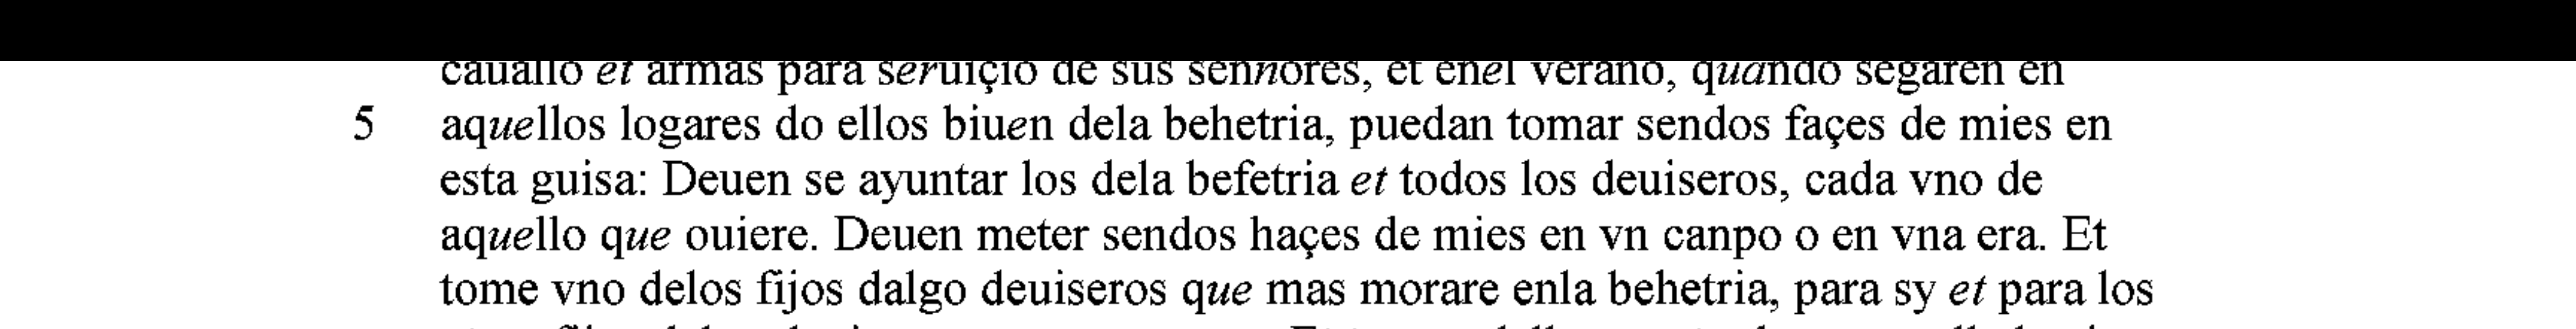 cauallo et armas para seruiçio de sus sennores, et enel verano, quando segaren en
5 aquellos logares do ellos biuen dela behetria, puedan tomar sendos façes de mies en
esta guisa: Deuen se ayuntar los dela befetria et todos los deuiseros, cada vno de
aquello que ouiere. Deuen meter sendos haçes de mies en vn canpo o en vna era. Et
tome vno delos fijos dalgo deuiseros que mas morare enla behetria, para sy et para los